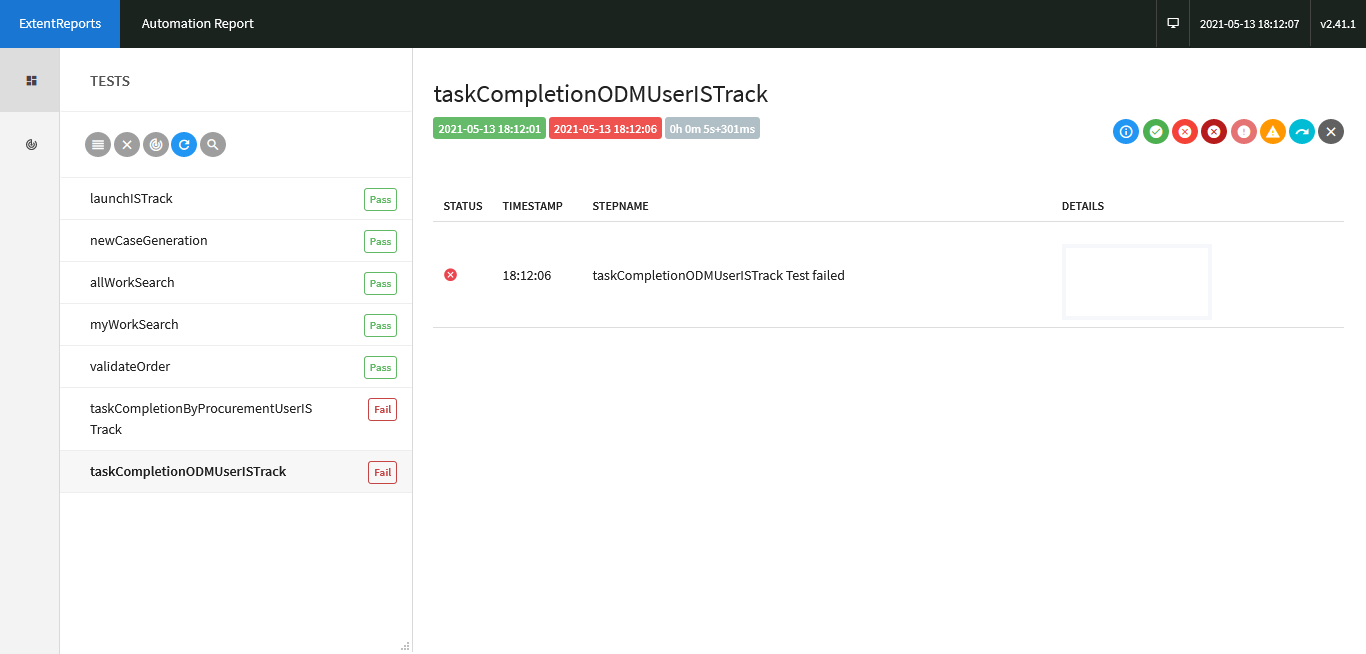 ExtentReports
Automation Report
2021-05-13 18:12:07
v2.41.1
TESTS
launchISTrack
Pass
newCaseGeneration
Pass
allWorkSearch
Pass
myWorkSearch
Pass
validateOrder
Pass
taskCompletionByProcurementUserIS
Track
Fail
taskCompletionODMUserISTrack
Fail
taskCompletionODMUserISTrack
2021-05-13 18:12:01
2021-05-13 18:12:06
0h 0m 5s+301ms
STATUS
TIMESTAMP
STEPNAME
DETAILS
18:12:06
taskCompletionODMUserISTrack Test failed